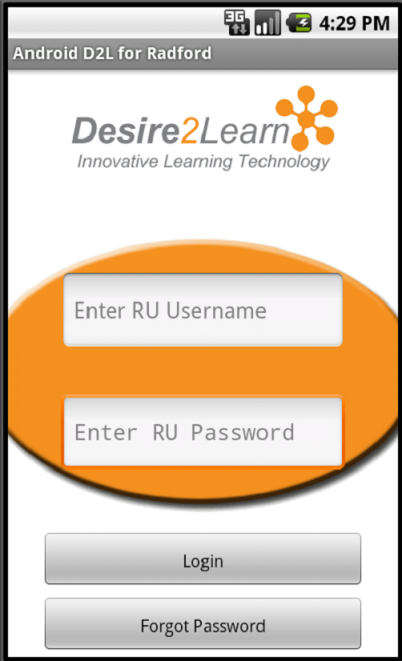 3G 4:29 PM
Android D2L for Radford
Desire2Learn
Innovative Learning Technology
Enter RU Username
Enter RU Password
Login
Forgot Password